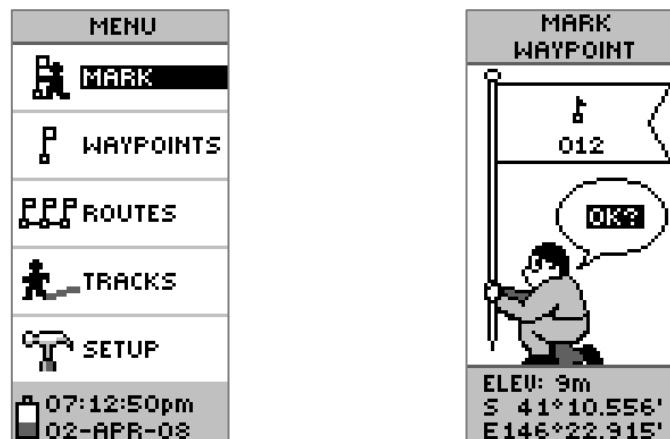 MENU
MARK
WAYPOINTS
ROUTES
TRACKS
SETUP
07:12:50pm
02-APR-08
MARK
WAYPOINT
012
OK?
ELEV: 9m
S 41°10.556'
E146°22.915'